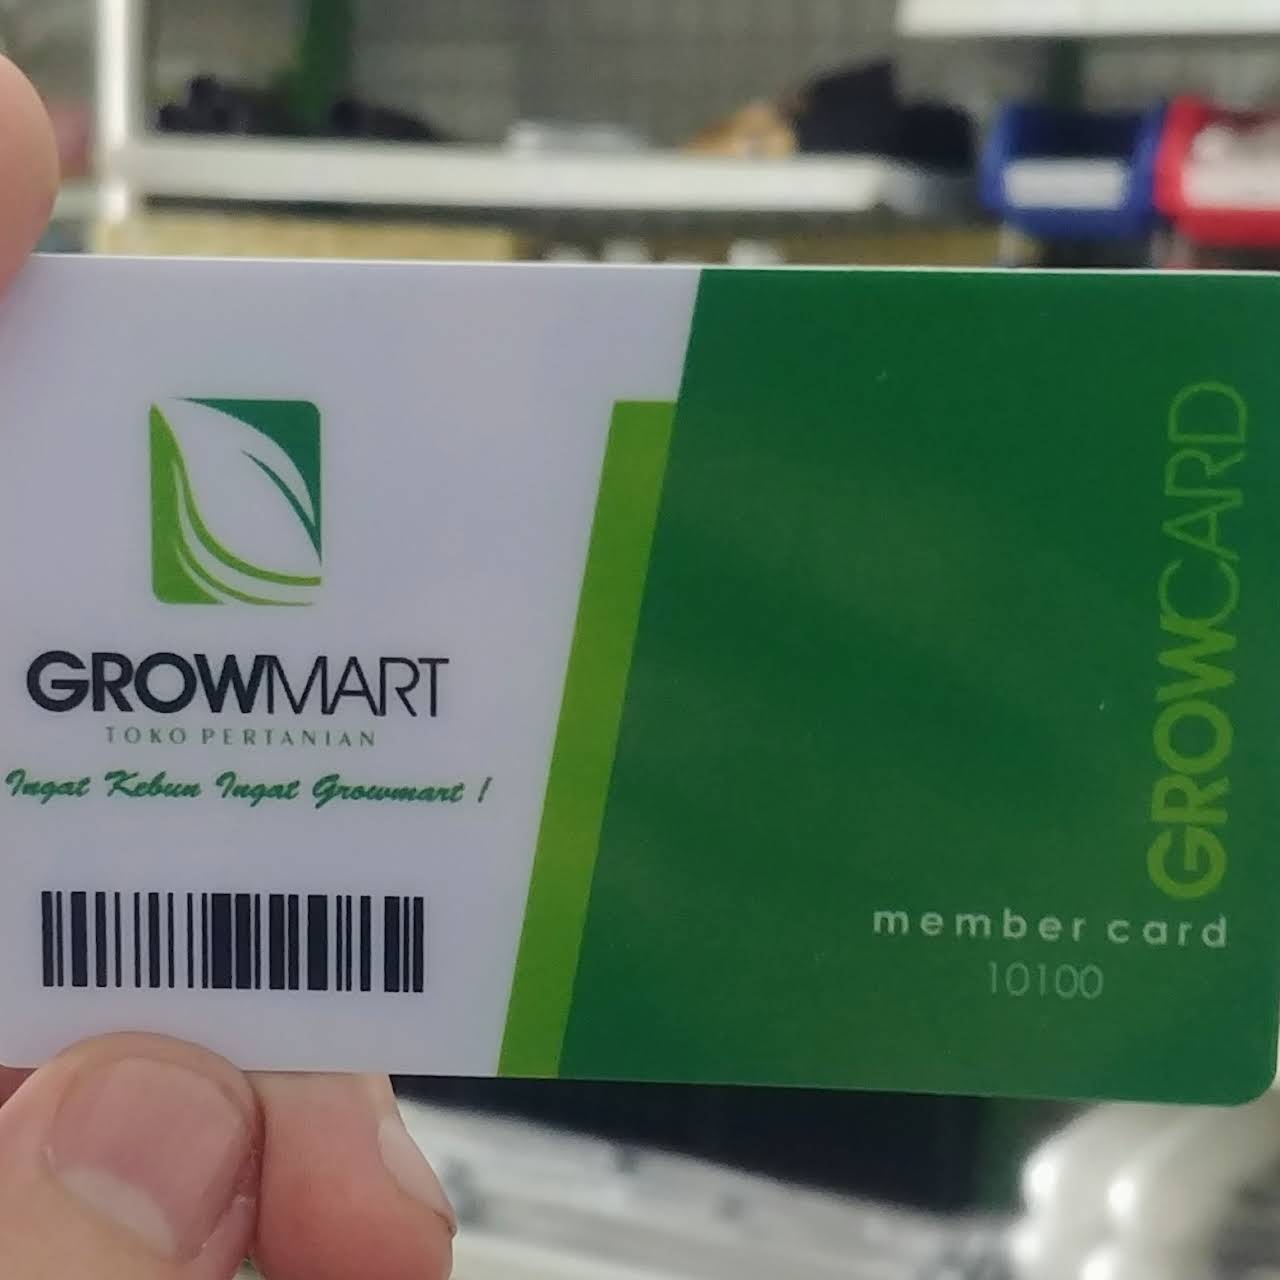 GROWMART
TOKO PERTANIAN
Ingat Kebun Ingat Growmart !
GROWCARD
member card
10100